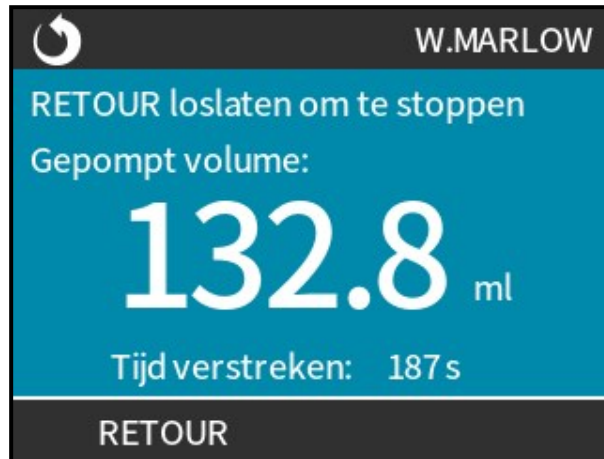 W.MARLOW
RETOUR loslaten om te stoppen
Gepompt volume:
132.8 ml
Tijd verstreken: 187 s
RETOUR